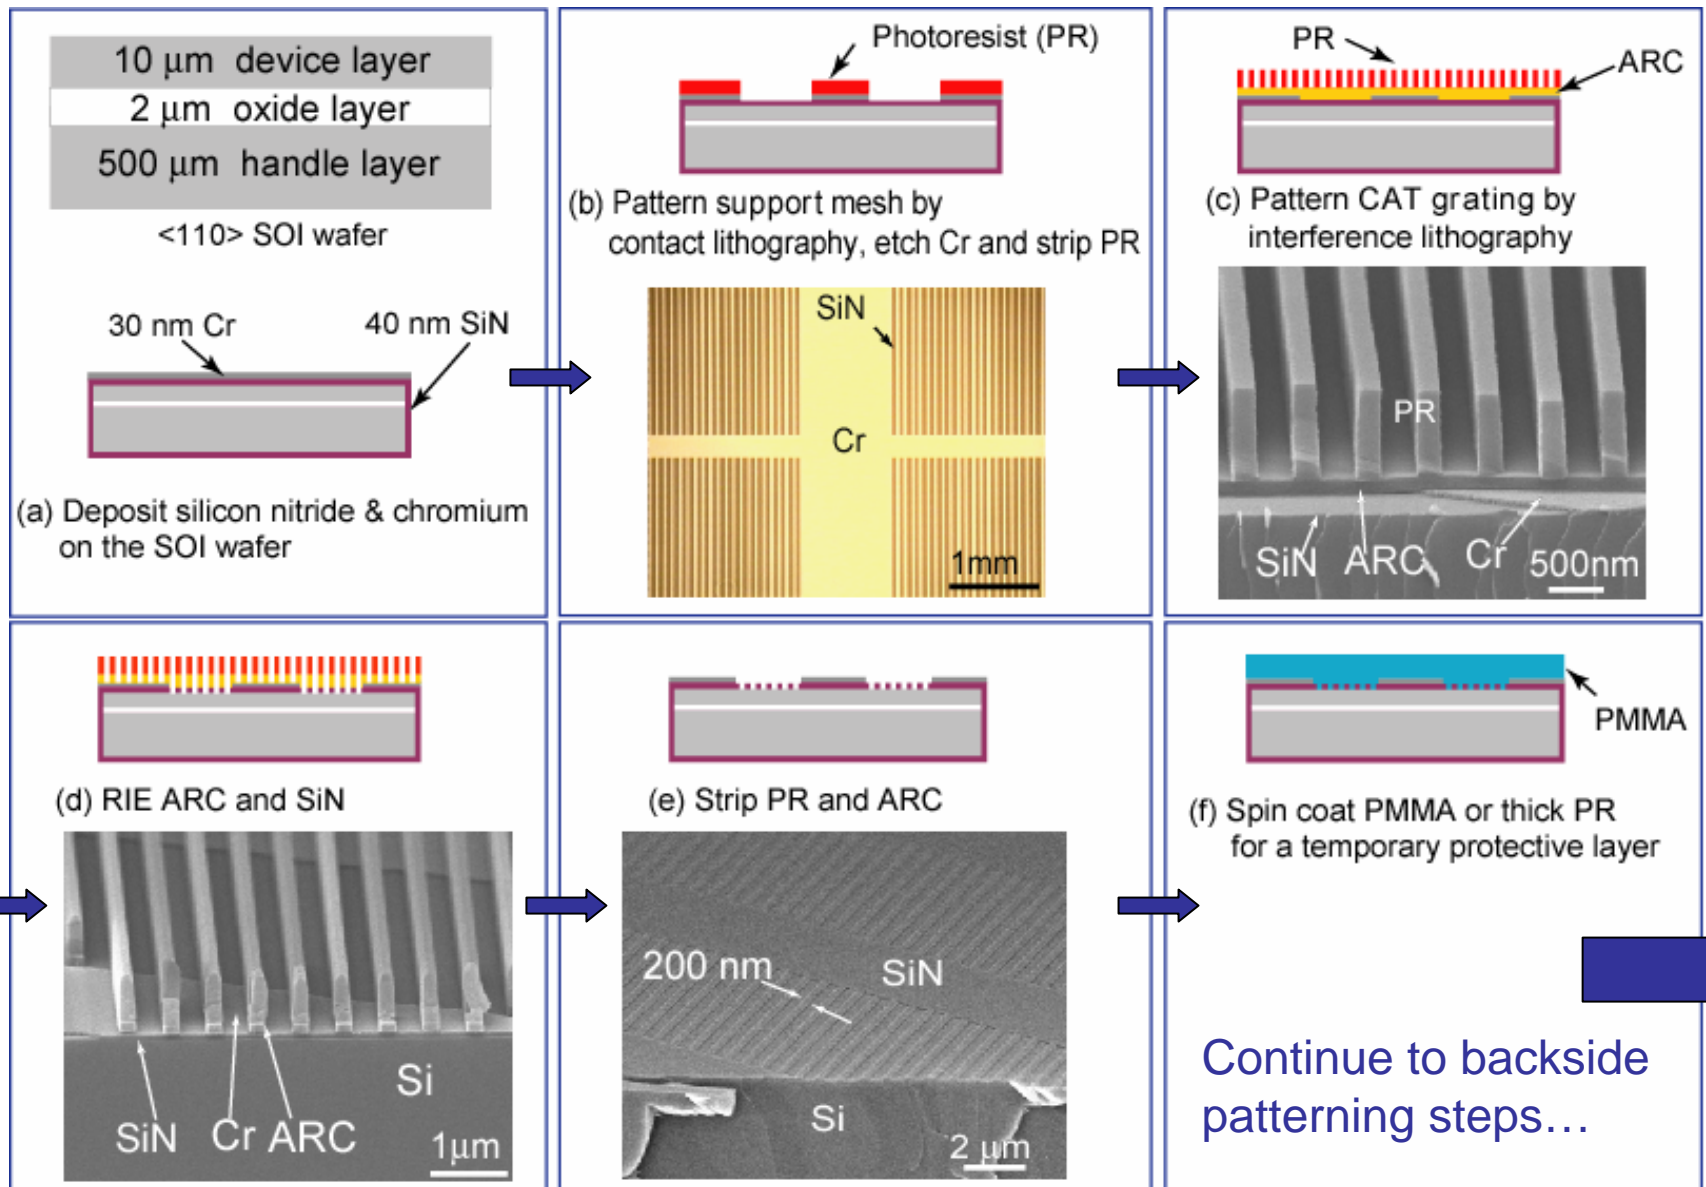 10 μm device layer
2 μm oxide layer
500 μm handle layer
<110> SOI wafer
30 nm Cr
40 nm SiN
(a) Deposit silicon nitride & chromium
on the SOI wafer
Photoresist (PR)
(b) Pattern support mesh by
contact lithography, etch Cr and strip PR
SiN
Cr
1mm
PR
ARC
(c) Pattern CAT grating by
interference lithography
PR
SiN
ARC
Cr
500nm
(d) RIE ARC and SiN
Si
SiN
Cr
ARC
1μm
(e) Strip PR and ARC
200 nm
SiN
Si
2 μm
PMMA
(f) Spin coat PMMA or thick PR
for a temporary protective layer
Continue to backside
patterning steps…